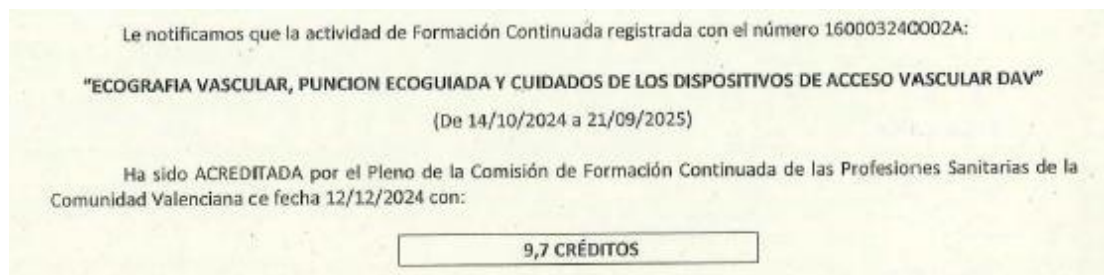 Le notificamos que la actividad de Formación Continuada registrada con el número 16000324C002A:
"ECOGRAFIA VASCULAR, PUNCION ECOGUIADA Y CUIDADOS DE LOS DISPOSITIVOS DE ACCESO VASCULAR DAV"
(De 14/10/2024 a 21/09/2025)
Ha sido ACREDITADA por el Pleno de la Comisión de Formación Continuada de las Profesiones Sanitarias de la
Comunidad Valenciana ce fecha 12/12/2024 con:
9,7 CRÉDITOS